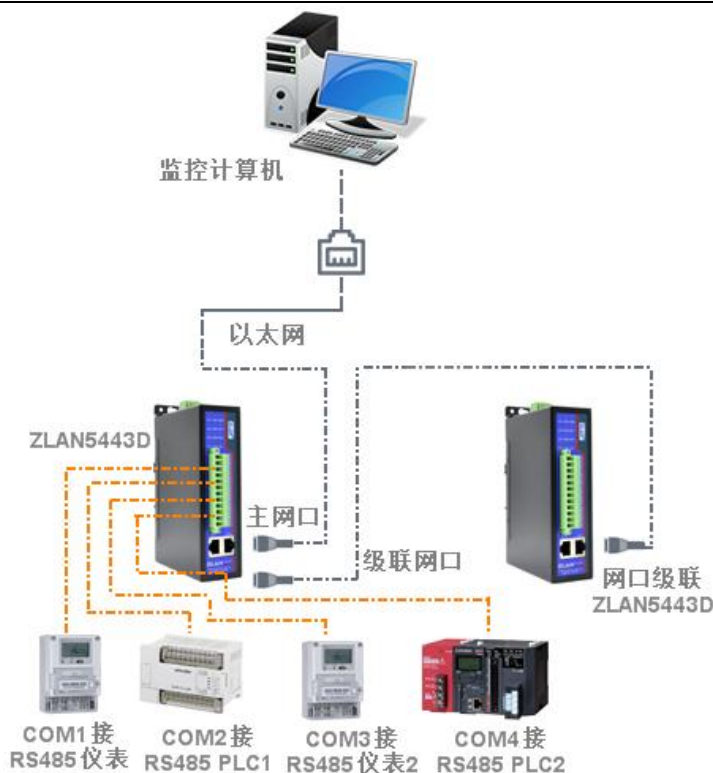 监控计算机
以太网
ZLAN5443D
主网口
级联网口
网口级联
ZLAN5443D
COM1接
RS485仪表
COM2接
RS485 PLC1
COM3接
RS485仪表2
COM4接
RS485 PLC2